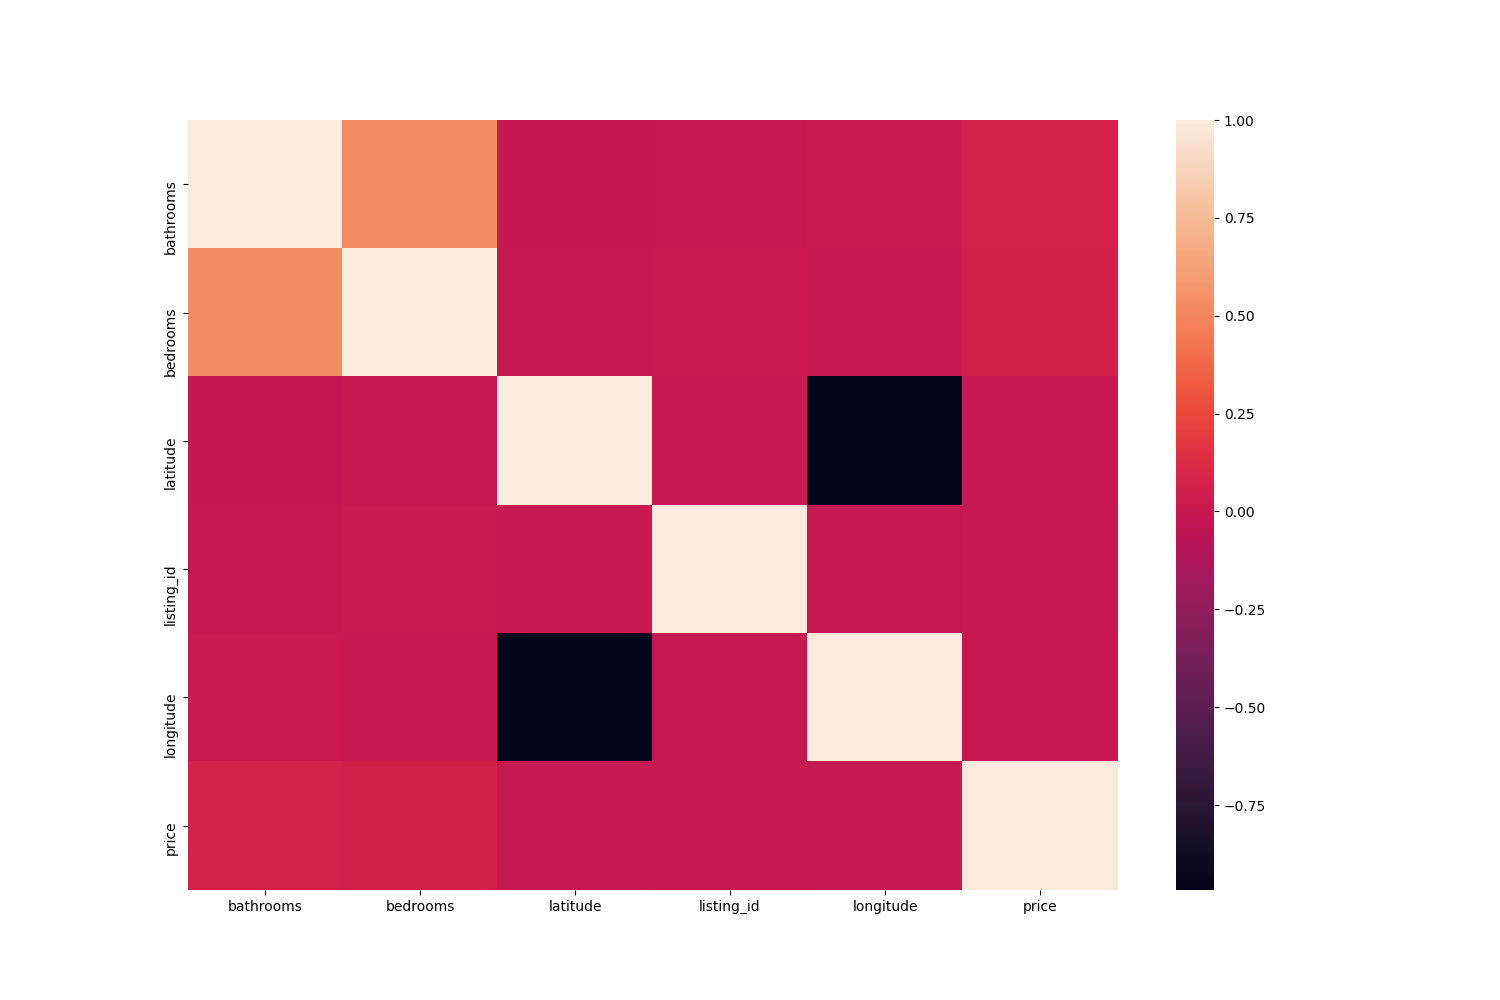 bathrooms
bedrooms
latitude
listing_id
longitude
price
bathrooms
bedrooms
latitude
listing_id
longitude
price
1.00
0.75
0.50
0.25
0.00
−0.25
−0.50
−0.75